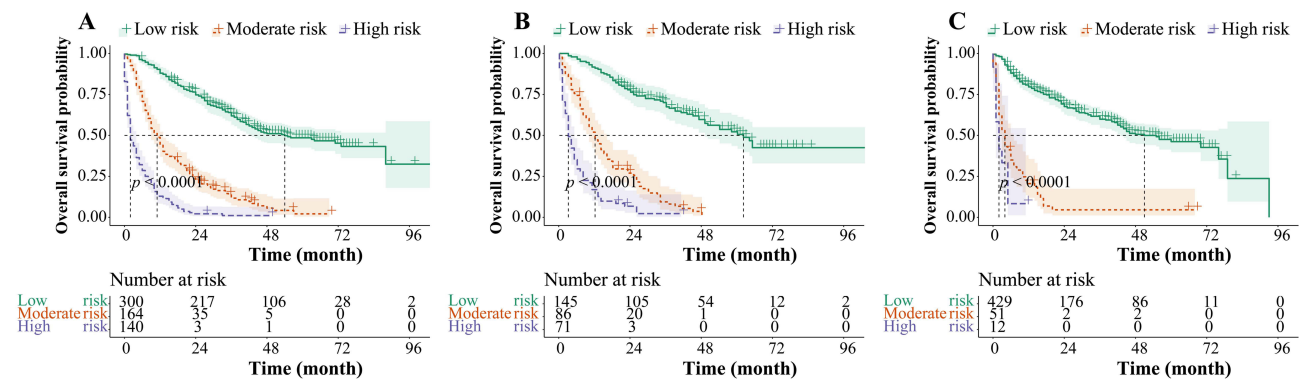 A
Low risk Moderate risk High risk
Overall survival probability
1.00
0.75
0.50
0.25
0.00
p < 0.0001
0 24 48 72 96
Time (month)
Number at risk
Low risk 300 217 106 28 2
Moderate risk 164 35 5 0 0
High risk 140 3 1 0 0
0 24 48 72 96
Time (month)
B
Low risk Moderate risk High risk
Overall survival probability
1.00
0.75
0.50
0.25
0.00
p < 0.0001
0 24 48 72 96
Time (month)
Number at risk
Low risk 145 105 54 12 2
Moderate risk 86 20 1 0 0
High risk 71 3 0 0 0
0 24 48 72 96
Time (month)
C
Low risk Moderate risk High risk
Overall survival probability
1.00
0.75
0.50
0.25
0.00
p < 0.0001
0 24 48 72 96
Time (month)
Number at risk
Low risk 429 176 86 11 0
Moderate risk 51 2 2 0 0
High risk 12 0 0 0 0
0 24 48 72 96
Time (month)